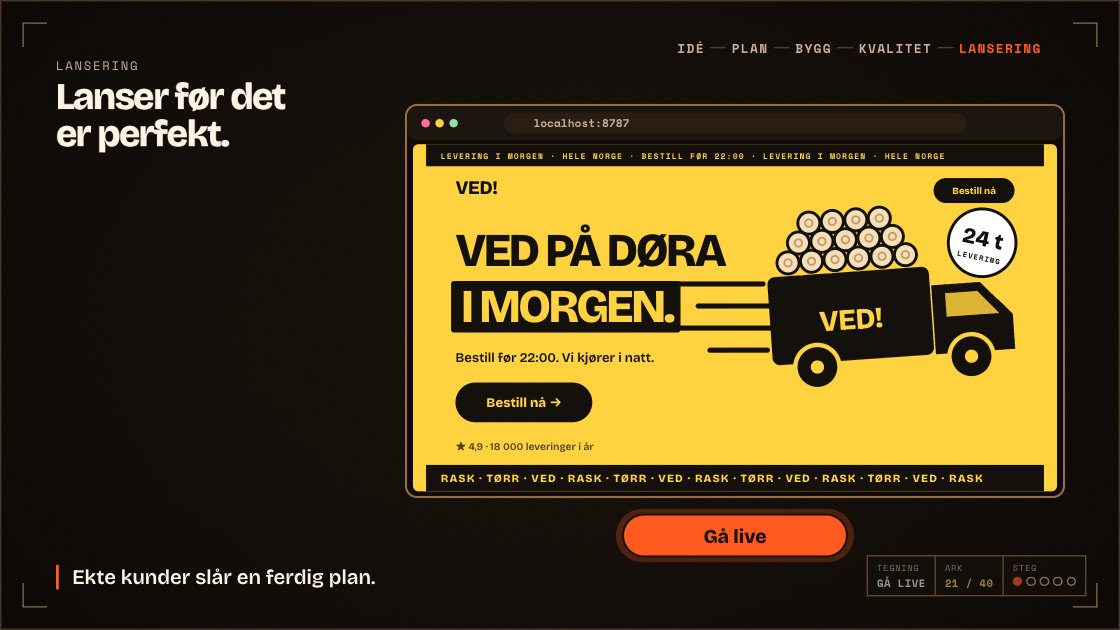 IDÉ — PLAN — BYGG — KVALITET — LANSERING
LANSERING
Lanser før det
er perfekt.
localhost:8787
LEVERING I MORGEN · HELE NORGE · BESTILL FØR 22:00 · LEVERING I MORGEN · HELE NORGE
VED!
Bestill nå
24 t
LEVERING
VED PÅ DØRA
I MORGEN.
VED!
Bestill før 22:00. Vi kjører i natt.
Bestill nå →
★ 4,9 · 18 000 leveringer i år
RASK · TØRR · VED · RASK · TØRR · VED · RASK · TØRR · VED · RASK · TØRR · VED · RASK
Gå live
Ekte kunder slår en ferdig plan.
TEGNING
GÅ LIVE
ARK
21 / 40
STEG